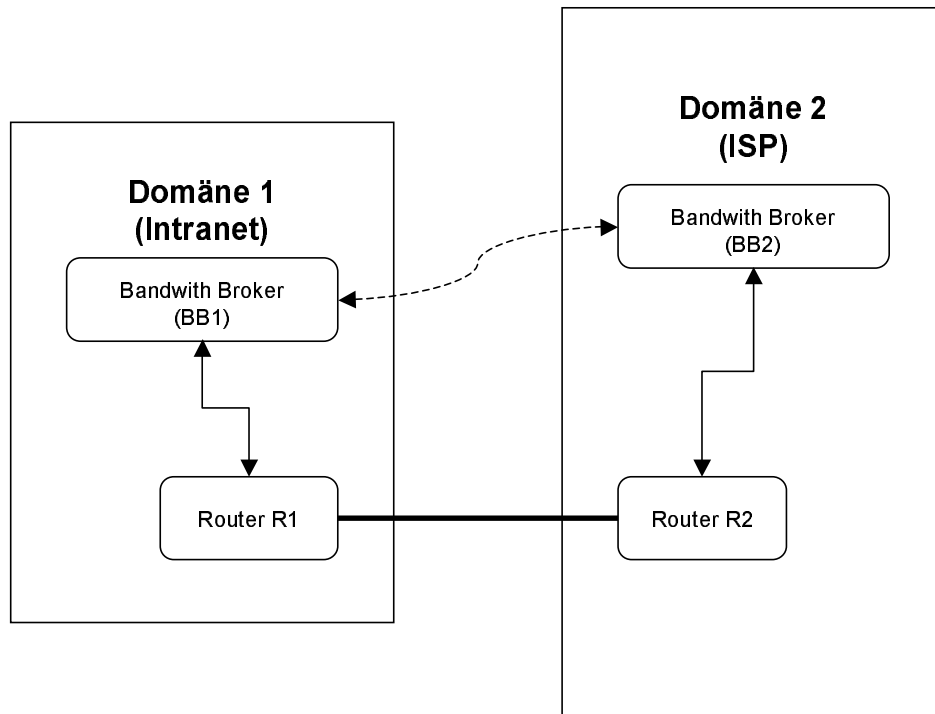 Domäne 1
(Intranet)
Bandwith Broker
(BB1)
Router R1
Domäne 2
(ISP)
Bandwith Broker
(BB2)
Router R2